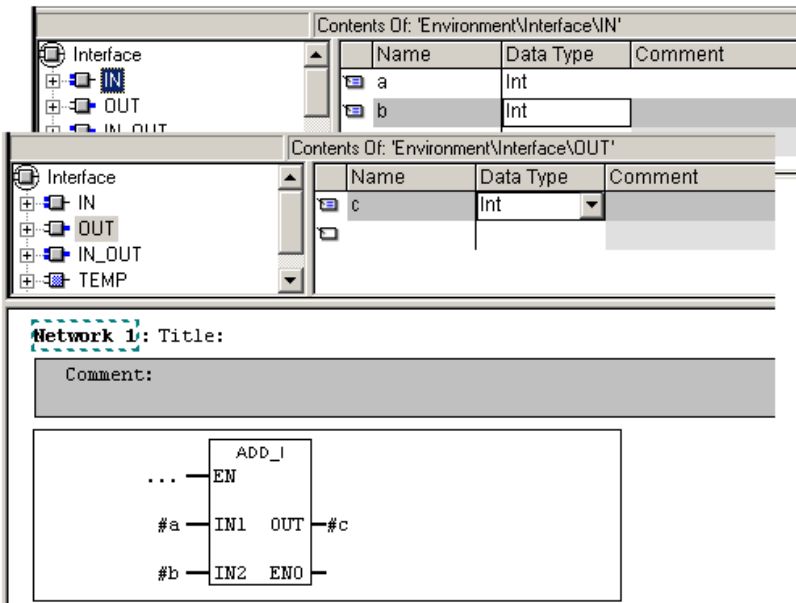 Contents Of: 'Environment\Interface\IN'
Interface
Name Data Type Comment
IN
a Int
OUT
b Int
IN_OUT
Contents Of: 'Environment\Interface\OUT'
Interface
Name Data Type Comment
IN
c Int
OUT
IN_OUT
TEMP
Network 1: Title:
Comment:
ADD_I
... EN
#a IN1 OUT #c
#b IN2 ENO